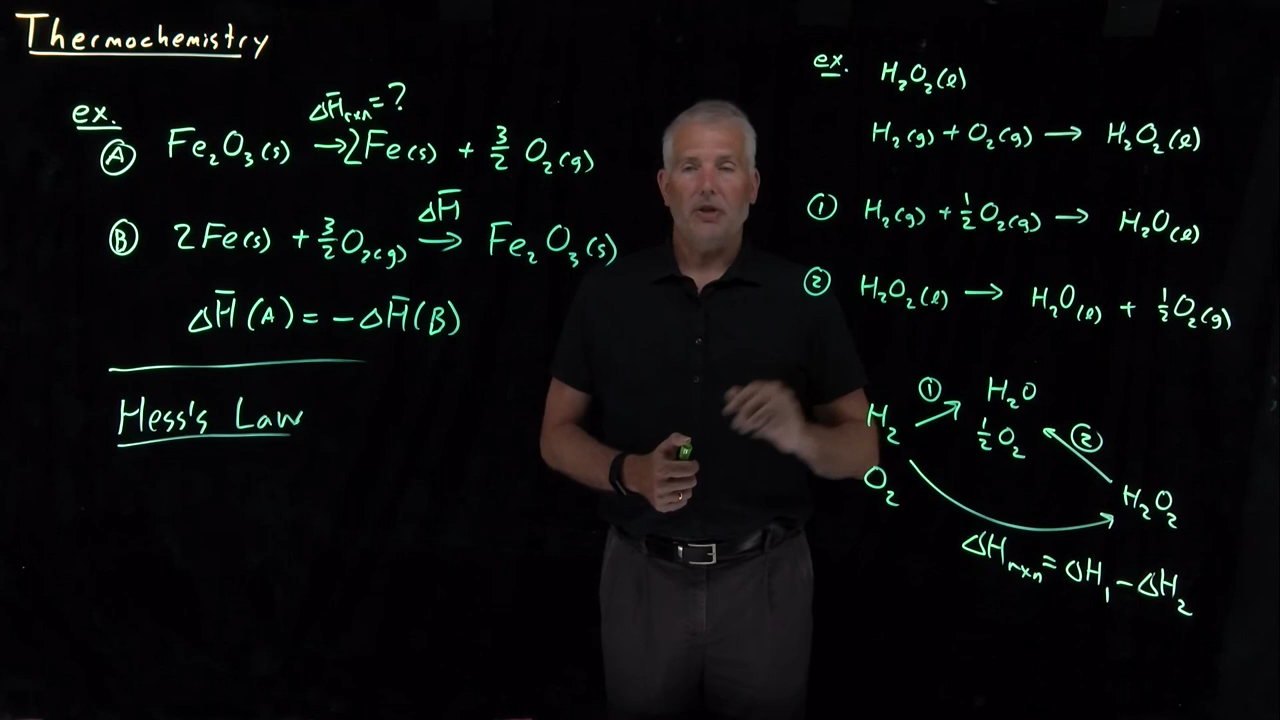 Thermochemistry
ex.
ΔH̅rxn = ?
Ⓐ Fe₂O₃(s) → 2Fe(s) + 3/2 O₂(g)
ΔH̅
Ⓑ 2Fe(s) + 3/2 O₂(g) → Fe₂O₃(s)
ΔH̅(A) = -ΔH̅(B)
Hess's Law
ex. H₂O₂(ℓ)
H₂(g) + O₂(g) → H₂O₂(ℓ)
① H₂(g) + 1/2 O₂(g) → H₂O(ℓ)
② H₂O₂(ℓ) → H₂O(ℓ) + 1/2 O₂(g)
① H₂O
H₂
1/2 O₂ ②
O₂
H₂O₂
ΔHrxn = ΔH₁ - ΔH₂